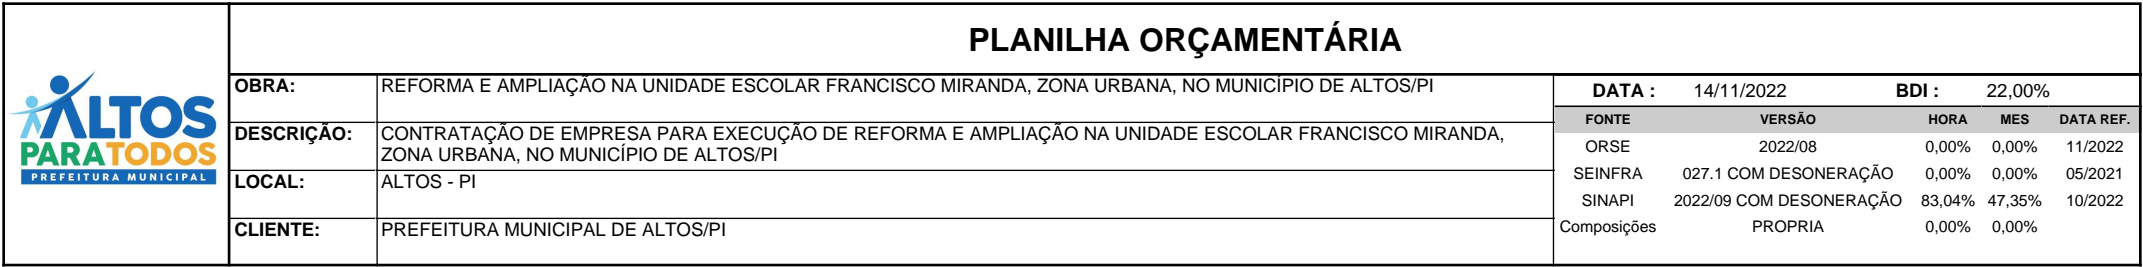 PLANILHA ORÇAMENTÁRIA
ALTOS
PARATODOS
PREFEITURA MUNICIPAL
OBRA: REFORMA E AMPLIAÇÃO NA UNIDADE ESCOLAR FRANCISCO MIRANDA, ZONA URBANA, NO MUNICÍPIO DE ALTOS/PI
DESCRIÇÃO: CONTRATAÇÃO DE EMPRESA PARA EXECUÇÃO DE REFORMA E AMPLIAÇÃO NA UNIDADE ESCOLAR FRANCISCO MIRANDA,
ZONA URBANA, NO MUNICÍPIO DE ALTOS/PI
LOCAL: ALTOS - PI
CLIENTE: PREFEITURA MUNICIPAL DE ALTOS/PI
DATA : 14/11/2022 BDI : 22,00%
FONTE VERSÃO HORA MES DATA REF.
ORSE 2022/08 0,00% 0,00% 11/2022
SEINFRA 027.1 COM DESONERAÇÃO 0,00% 0,00% 05/2021
SINAPI 2022/09 COM DESONERAÇÃO 83,04% 47,35% 10/2022
Composições PROPRIA 0,00% 0,00%